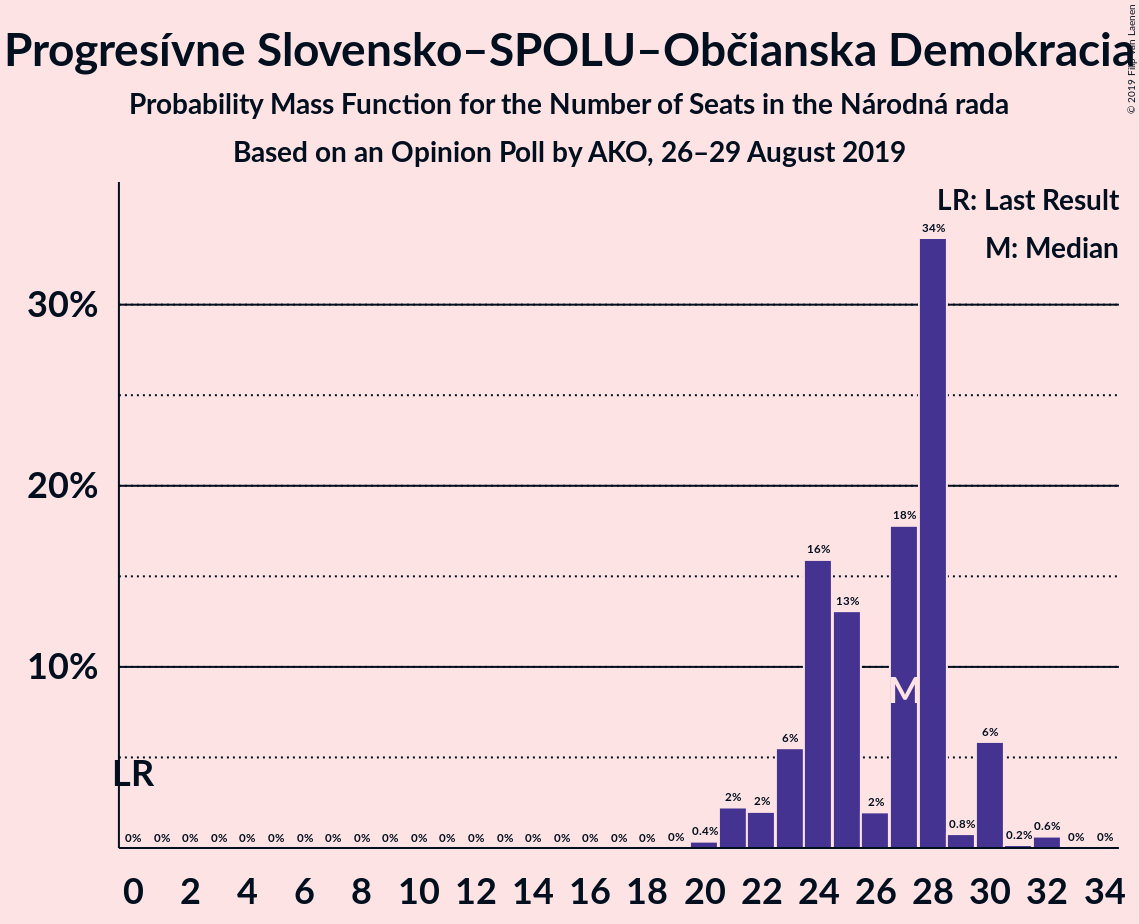 Progresívne Slovensko–SPOLU–Občianska Demokracia
Probability Mass Function for the Number of Seats in the Národná rada
Based on an Opinion Poll by AKO, 26–29 August 2019
© 2019 Filip van Laenen
LR: Last Result
M: Median
30%
20%
10%
LR
M
0% 0% 0% 0% 0% 0% 0% 0% 0% 0% 0% 0% 0% 0% 0% 0% 0% 0% 0% 0% 0.4% 2% 2% 6% 16% 13% 2% 18% 34% 0.8% 6% 0.2% 0.6% 0% 0%
0 2 4 6 8 10 12 14 16 18 20 22 24 26 28 30 32 34